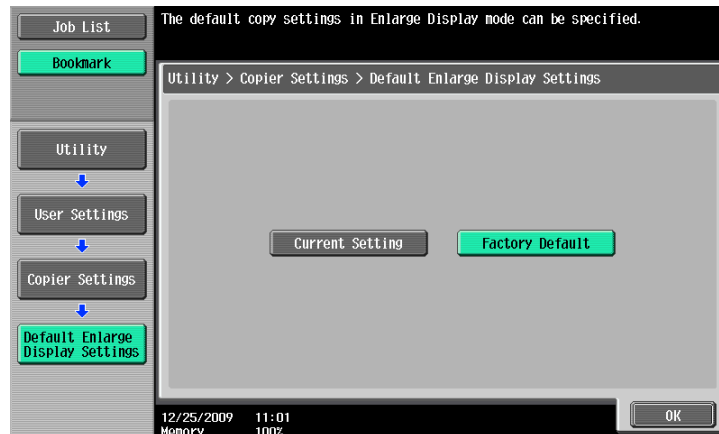 Job List
The default copy settings in Enlarge Display mode can be specified.
Bookmark
Utility > Copier Settings > Default Enlarge Display Settings
Utility
User Settings
Current Setting
Factory Default
Copier Settings
Default Enlarge
Display Settings
12/25/2009 11:01
Memory 100%
OK